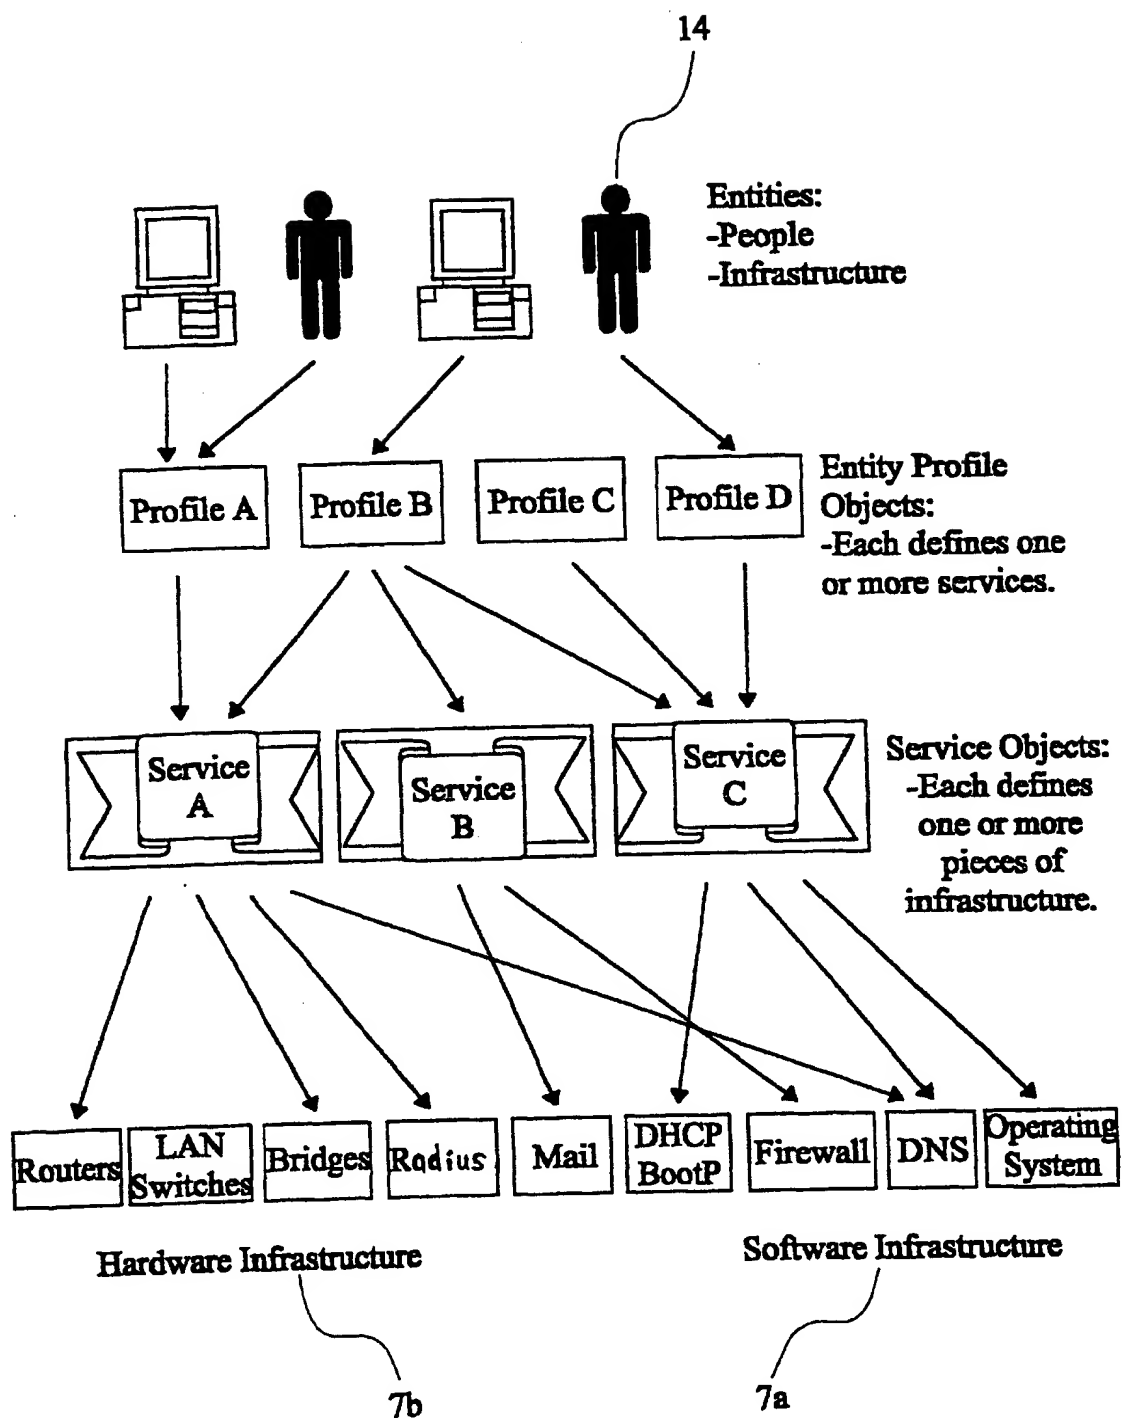 14
Entities:
-People
-Infrastructure
Profile A
Profile B
Profile C
Profile D
Entity Profile
Objects:
-Each defines one
or more services.
Service
A
Service
B
Service
C
Service Objects:
-Each defines
one or more
pieces of
infrastructure.
Routers
LAN
Switches
Bridges
Radius
Mail
DHCP
BootP
Firewall
DNS
Operating
System
Hardware Infrastructure
Software Infrastructure
7b
7a